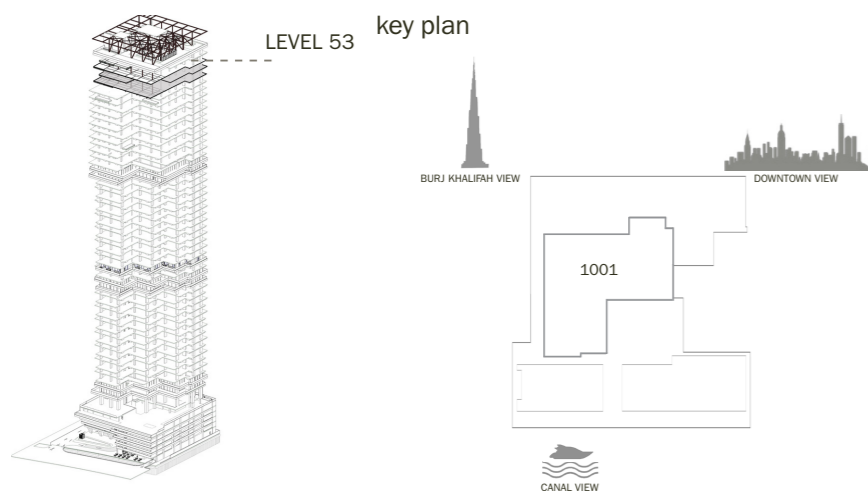 key plan
LEVEL 53
BURJ KHALIFAH VIEW
DOWNTOWN VIEW
1001
CANAL VIEW